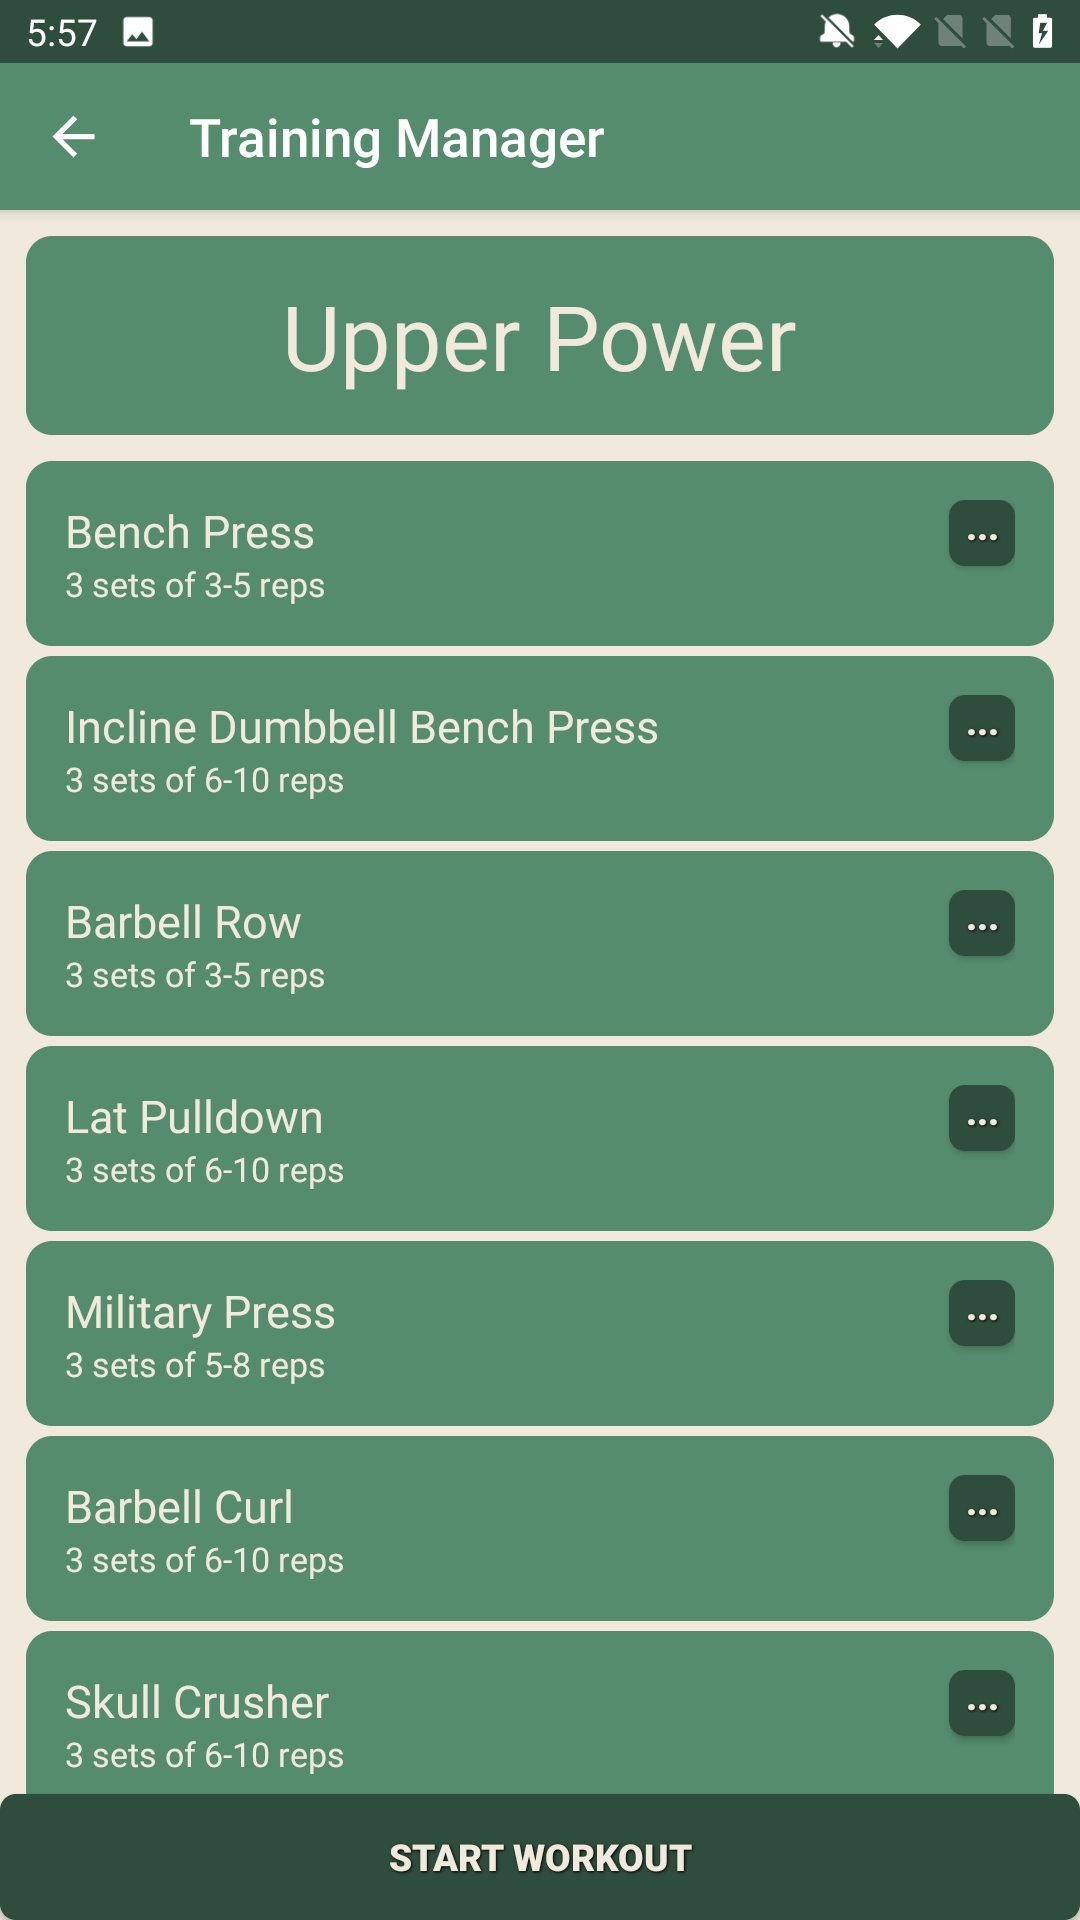 5:57
Training Manager
Upper Power
Bench Press
...
3 sets of 3-5 reps
Incline Dumbbell Bench Press
...
3 sets of 6-10 reps
Barbell Row
...
3 sets of 3-5 reps
Lat Pulldown
...
3 sets of 6-10 reps
Military Press
...
3 sets of 5-8 reps
Barbell Curl
...
3 sets of 6-10 reps
Skull Crusher
...
3 sets of 6-10 reps
START WORKOUT